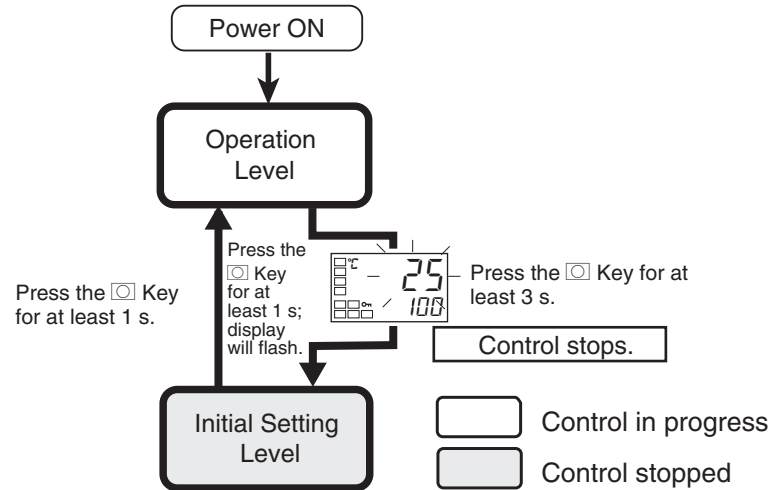 Power ON
Operation
Level
Press the
Key
for at
least 1 s;
display
will flash.
°C
25
100
Press the Key for at
least 3 s.
Press the Key
for at least 1 s.
Control stops.
Initial Setting
Level
Control in progress
Control stopped